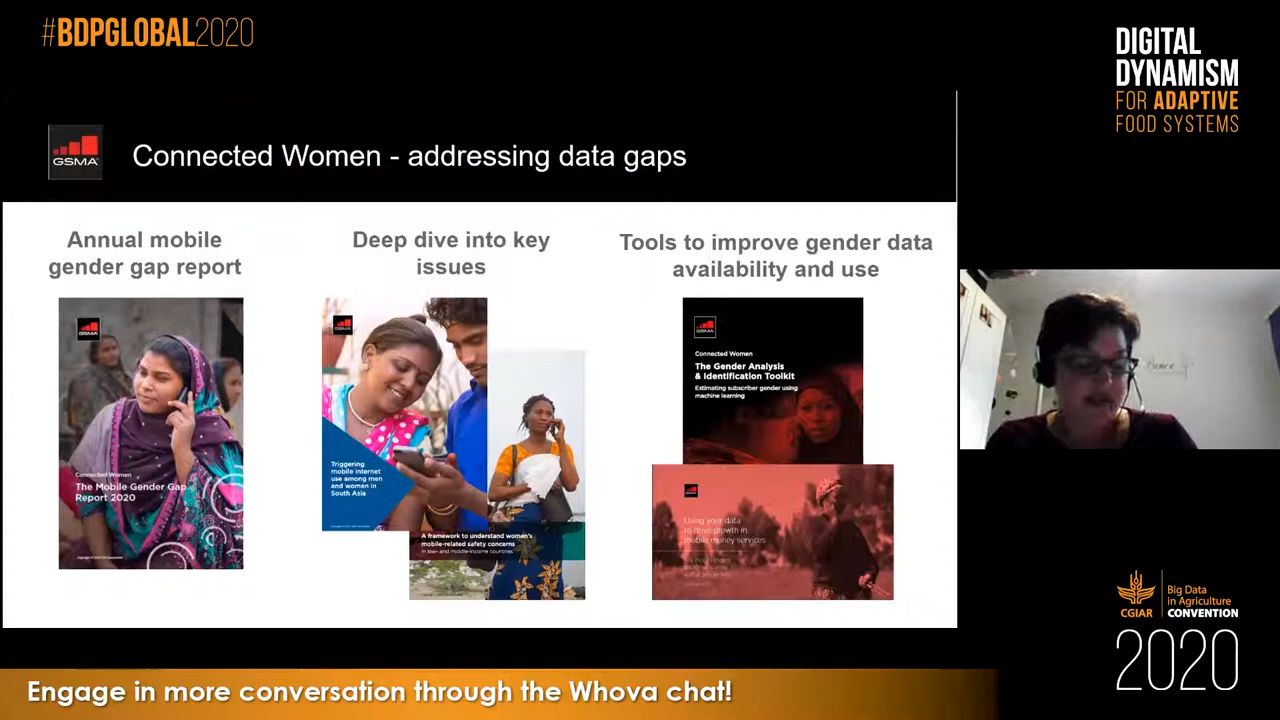 #BDPGLOBAL2020
DIGITAL
DYNAMISM
FOR ADAPTIVE
FOOD SYSTEMS
GSMA
Connected Women - addressing data gaps
Annual mobile
gender gap report
Deep dive into key
issues
Tools to improve gender data
availability and use
GSMA
Connected Women
The Mobile Gender Gap
Report 2020
GSMA
Triggering
mobile internet
use among men
and women in
South Asia
A framework to understand women's
mobile-related safety concerns
in low- and middle-income countries
GSMA
Connected Women
The Gender Analysis
& Identification Toolkit
Estimating subscriber gender using
machine learning
Using your data
to drive growth in
mobile money services
CGIAR
Big Data
in Agriculture
CONVENTION
2020
Engage in more conversation through the Whova chat!